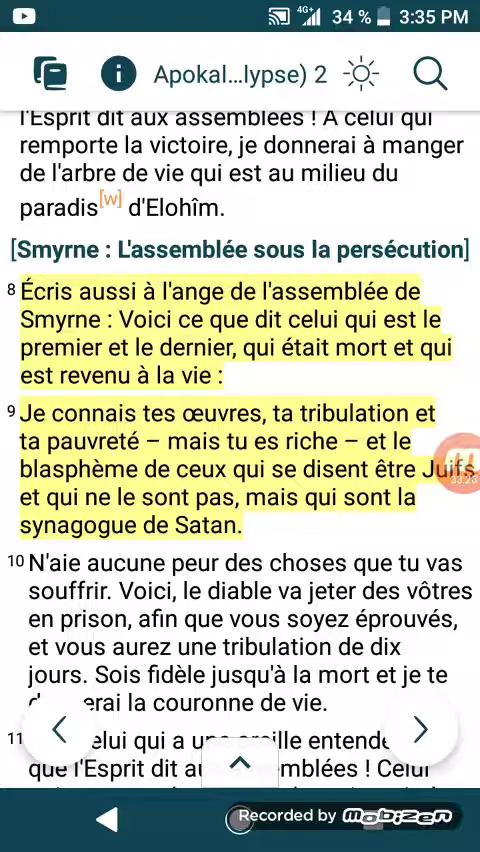 4G+ 34 % 3:35 PM
Apokal...lypse) 2
l'Esprit dit aux assemblées ! À celui qui
remporte la victoire, je donnerai à manger
de l'arbre de vie qui est au milieu du
paradis[w] d'Elohîm.
[Smyrne : L'assemblée sous la persécution]
8 Écris aussi à l'ange de l'assemblée de
Smyrne : Voici ce que dit celui qui est le
premier et le dernier, qui était mort et qui
est revenu à la vie :
9 Je connais tes œuvres, ta tribulation et
ta pauvreté – mais tu es riche – et le
blasphème de ceux qui se disent être Juifs
et qui ne le sont pas, mais qui sont la
synagogue de Satan.
10 N'aie aucune peur des choses que tu vas
souffrir. Voici, le diable va jeter des vôtres
en prison, afin que vous soyez éprouvés,
et vous aurez une tribulation de dix
jours. Sois fidèle jusqu'à la mort et je te
la couronne de vie.
11 qui a une oreille entende
que l'Esprit dit ! Celui
Recorded by Mobizen